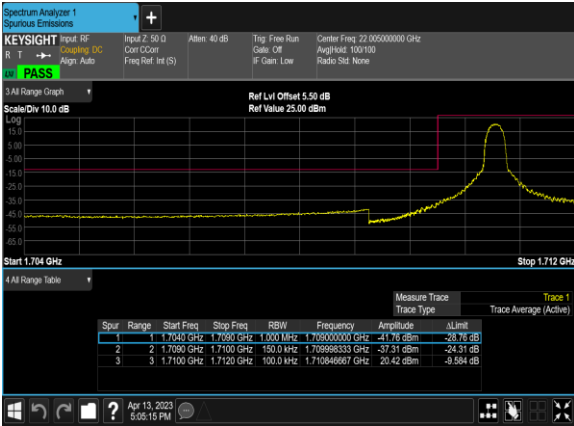 Spectrum Analyzer 1
Spurious Emissions
+
KEYSIGHT Input: RF Input Z: 50 Ω Atten: 40 dB Trig: Free Run Center Freq: 22.005000000 GHz
R T Coupling: DC Corr CCorr Gate: Off Avg|Hold: 100/100
Align: Auto Freq Ref: Int (S) IF Gain: Low Radio Std: None
PASS
3 All Range Graph
Ref Lvl Offset 5.50 dB
Scale/Div 10.0 dB Ref Value 25.00 dBm
Log
15.0
5.00
-5.00
-15.0
-25.0
-35.0
-45.0
-55.0
-65.0
Start 1.704 GHz Stop 1.712 GHz
4 All Range Table
Measure Trace Trace 1
Trace Type Trace Average (Active)
Spur Range Start Freq Stop Freq RBW Frequency Amplitude ΔLimit
1 1 1.7040 GHz 1.7090 GHz 1.000 MHz 1.709000000 GHz -41.76 dBm -28.76 dB
2 2 1.7090 GHz 1.7100 GHz 150.0 kHz 1.709998333 GHz -37.31 dBm -24.31 dB
3 3 1.7100 GHz 1.7120 GHz 100.0 kHz 1.710846667 GHz 20.42 dBm -9.584 dB
? Apr 13, 2023
5:05:15 PM